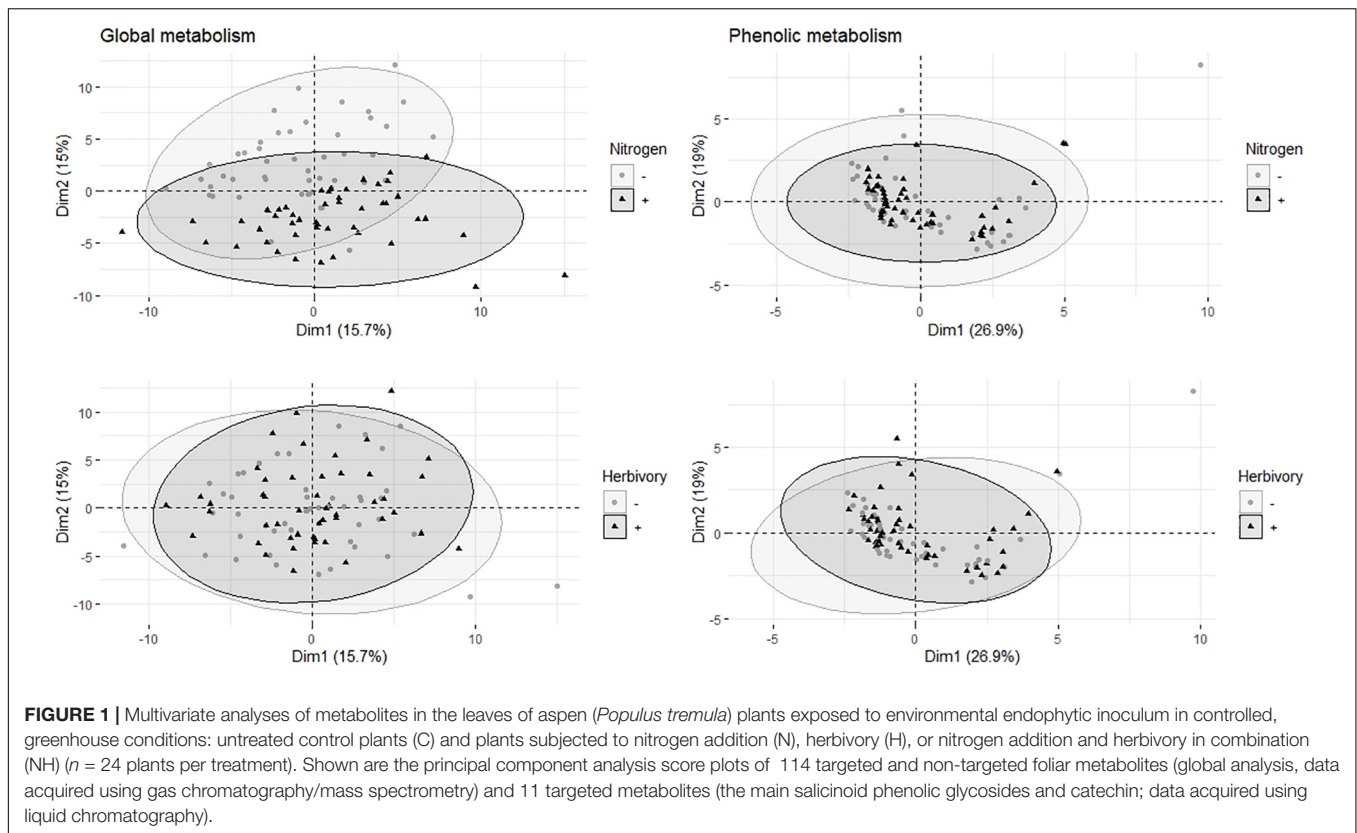 Global metabolism
10
5
0
-5
-10
Dim2 (15%)
-10
0
10
Dim1 (15.7%)
Nitrogen
-
+
Phenolic metabolism
5
0
-5
Dim2 (19%)
-5
0
5
10
Dim1 (26.9%)
Nitrogen
-
+
10
5
0
-5
-10
Dim2 (15%)
-10
0
10
Dim1 (15.7%)
Herbivory
-
+
5
0
-5
Dim2 (19%)
-5
0
5
10
Dim1 (26.9%)
Herbivory
-
+
FIGURE 1 | Multivariate analyses of metabolites in the leaves of aspen (Populus tremula) plants exposed to environmental endophytic inoculum in controlled,
greenhouse conditions: untreated control plants (C) and plants subjected to nitrogen addition (N), herbivory (H), or nitrogen addition and herbivory in combination
(NH) (n = 24 plants per treatment). Shown are the principal component analysis score plots of 114 targeted and non-targeted foliar metabolites (global analysis, data
acquired using gas chromatography/mass spectrometry) and 11 targeted metabolites (the main salicinoid phenolic glycosides and catechin; data acquired using
liquid chromatography).